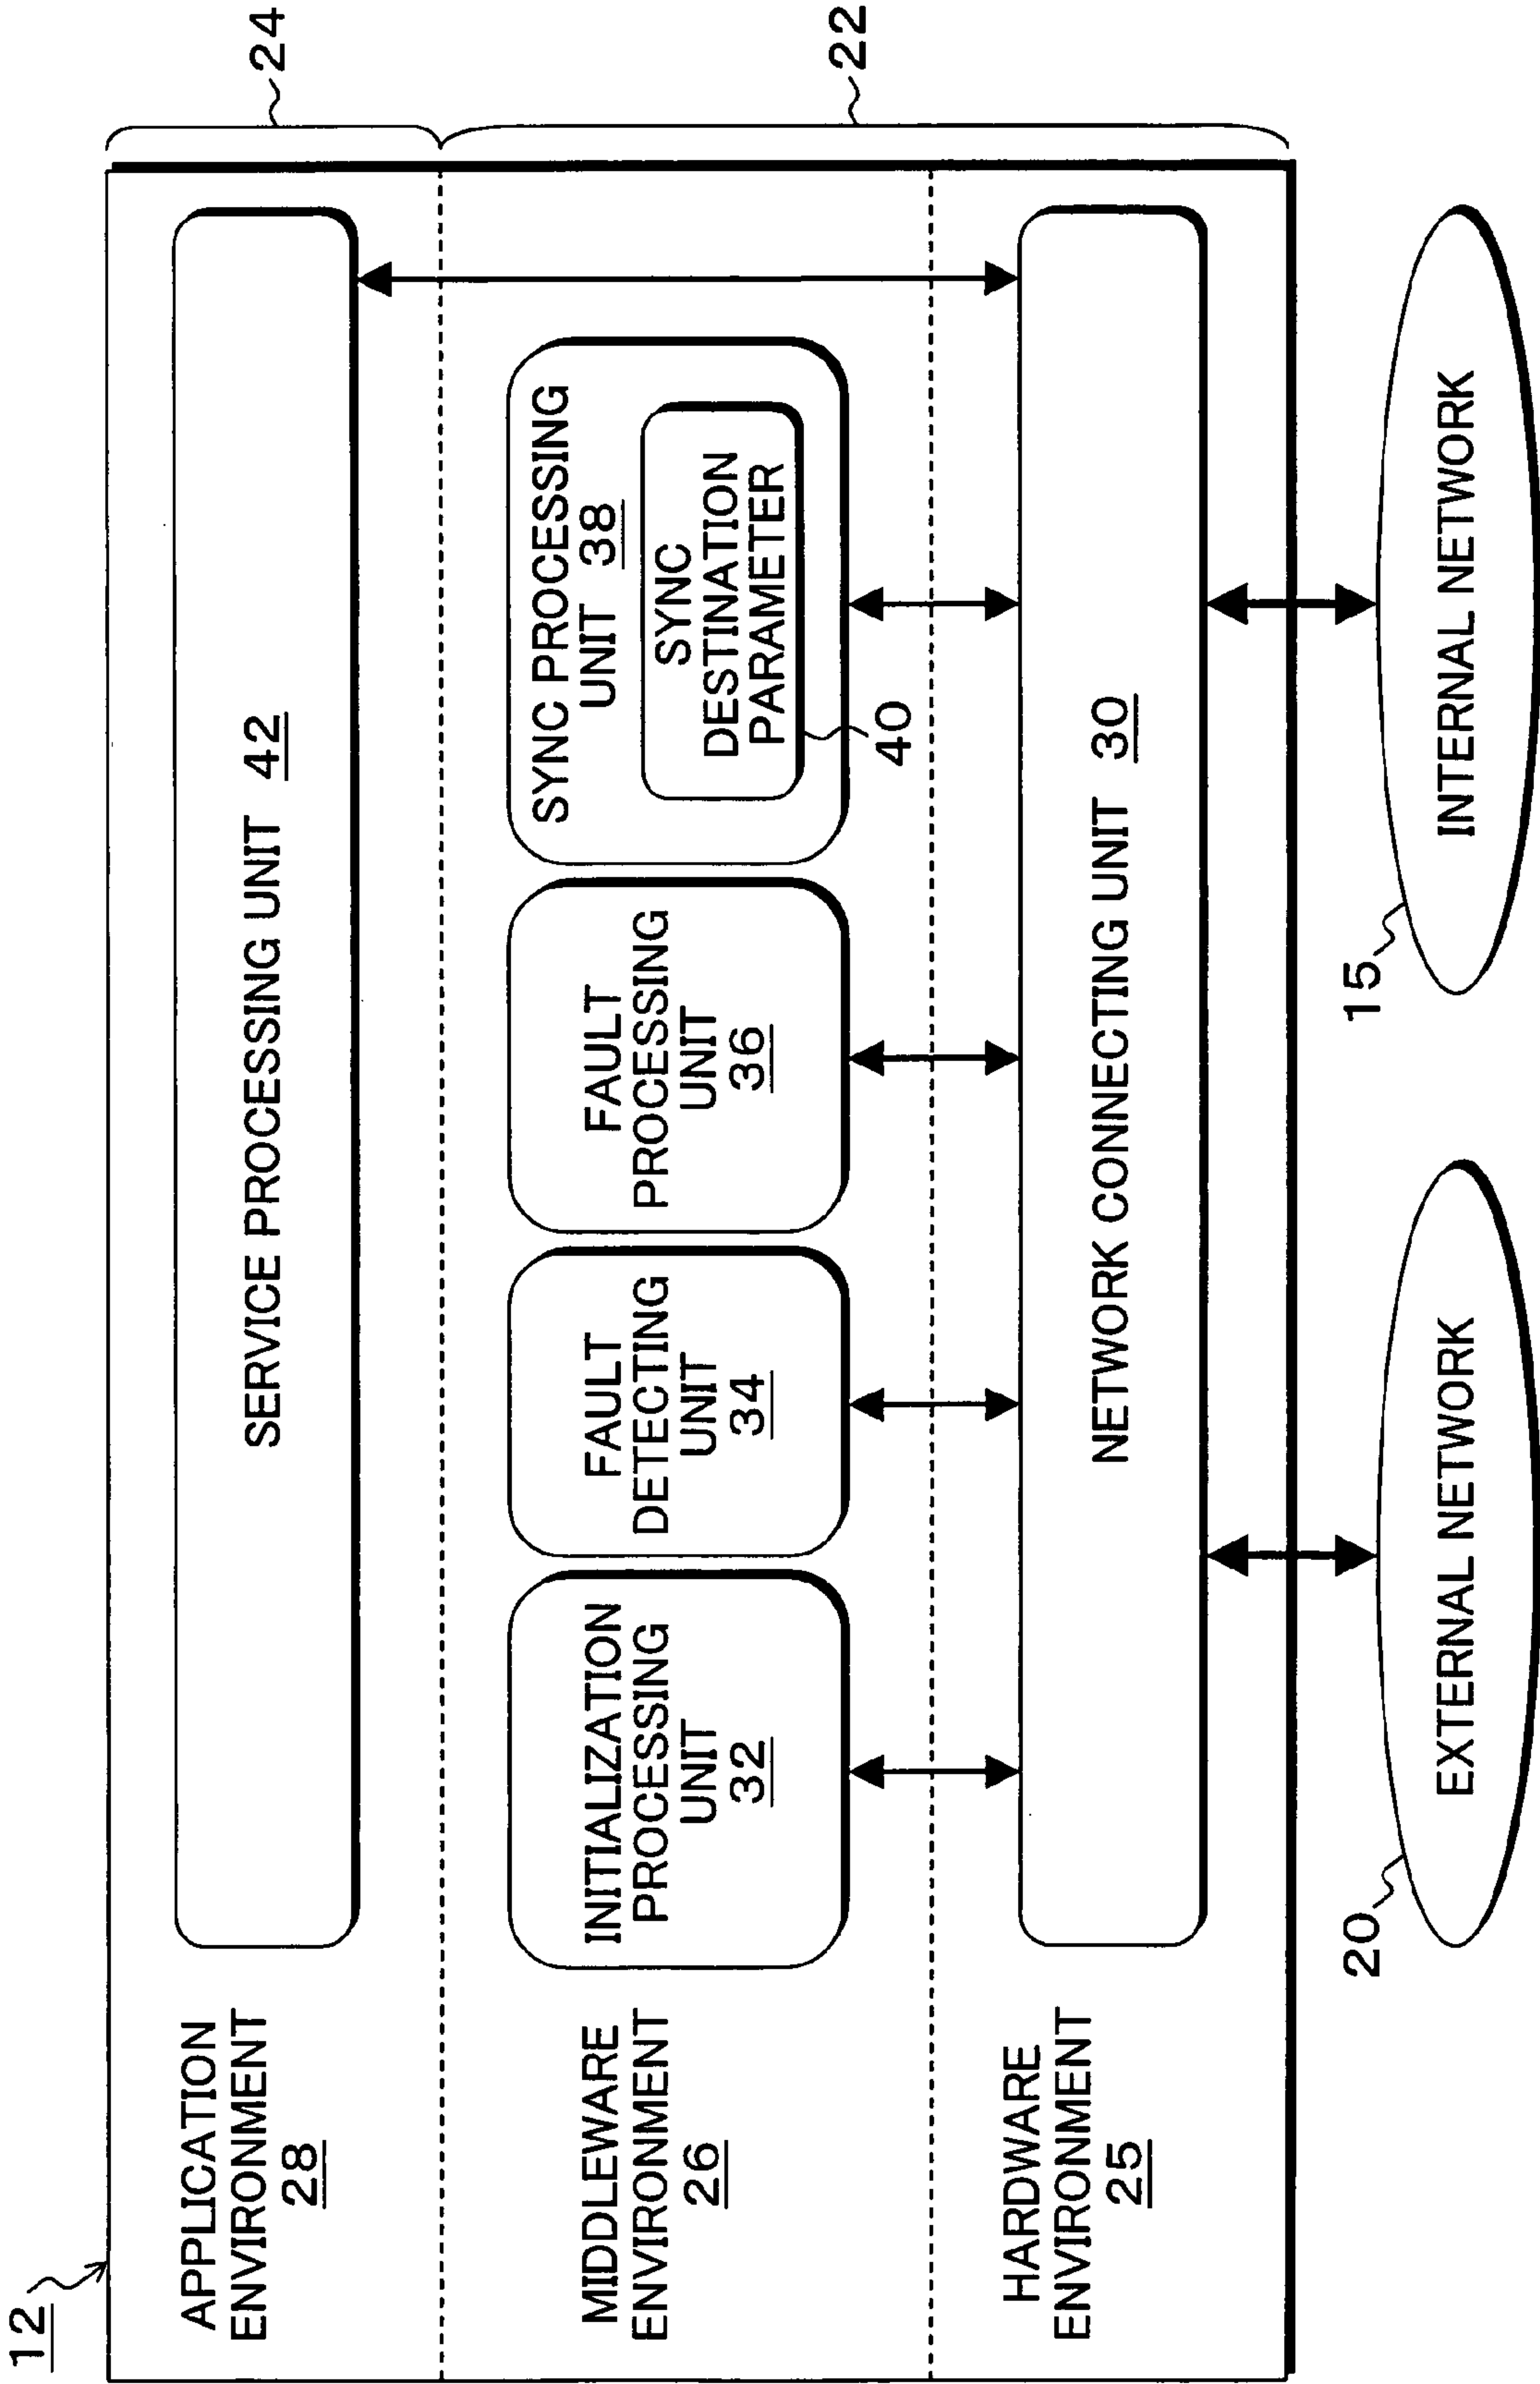 12
24
22
APPLICATION
ENVIRONMENT
28
SERVICE PROCESSING UNIT 42
MIDDLEWARE
ENVIRONMENT
26
INITIALIZATION
PROCESSING
UNIT
32
FAULT
DETECTING
UNIT
34
FAULT
PROCESSING
UNIT
36
SYNC PROCESSING
UNIT 38
SYNC
DESTINATION
PARAMETER
40
HARDWARE
ENVIRONMENT
25
NETWORK CONNECTING UNIT 30
20
EXTERNAL NETWORK
15
INTERNAL NETWORK